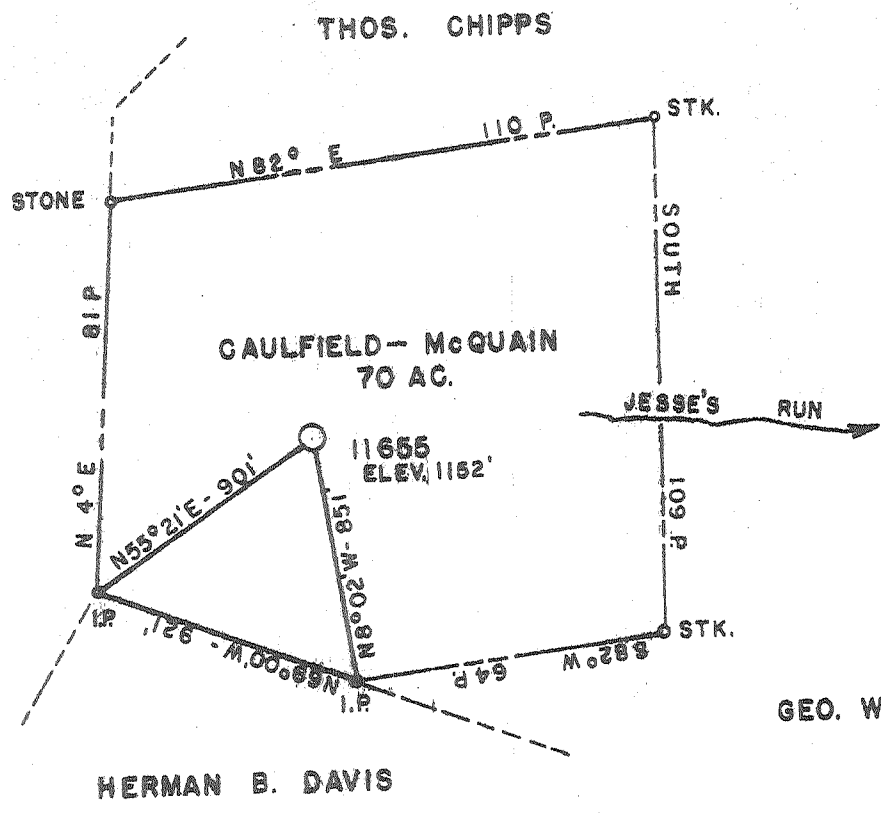 THOS. CHIPPS
STK.
N 82° E 110 P.
STONE
SOUTH
81 P
CAULFIELD - McQUAIN
70 AC.
JESSE'S RUN
11655
ELEV. 1152'
N 4° E
N55°21'E - 901'
N8°02'W - 851'
109 P.
I.P.
N69°00'W - 921'
I.P.
64 P.
S82°W
STK.
GEO. W
HERMAN B. DAVIS